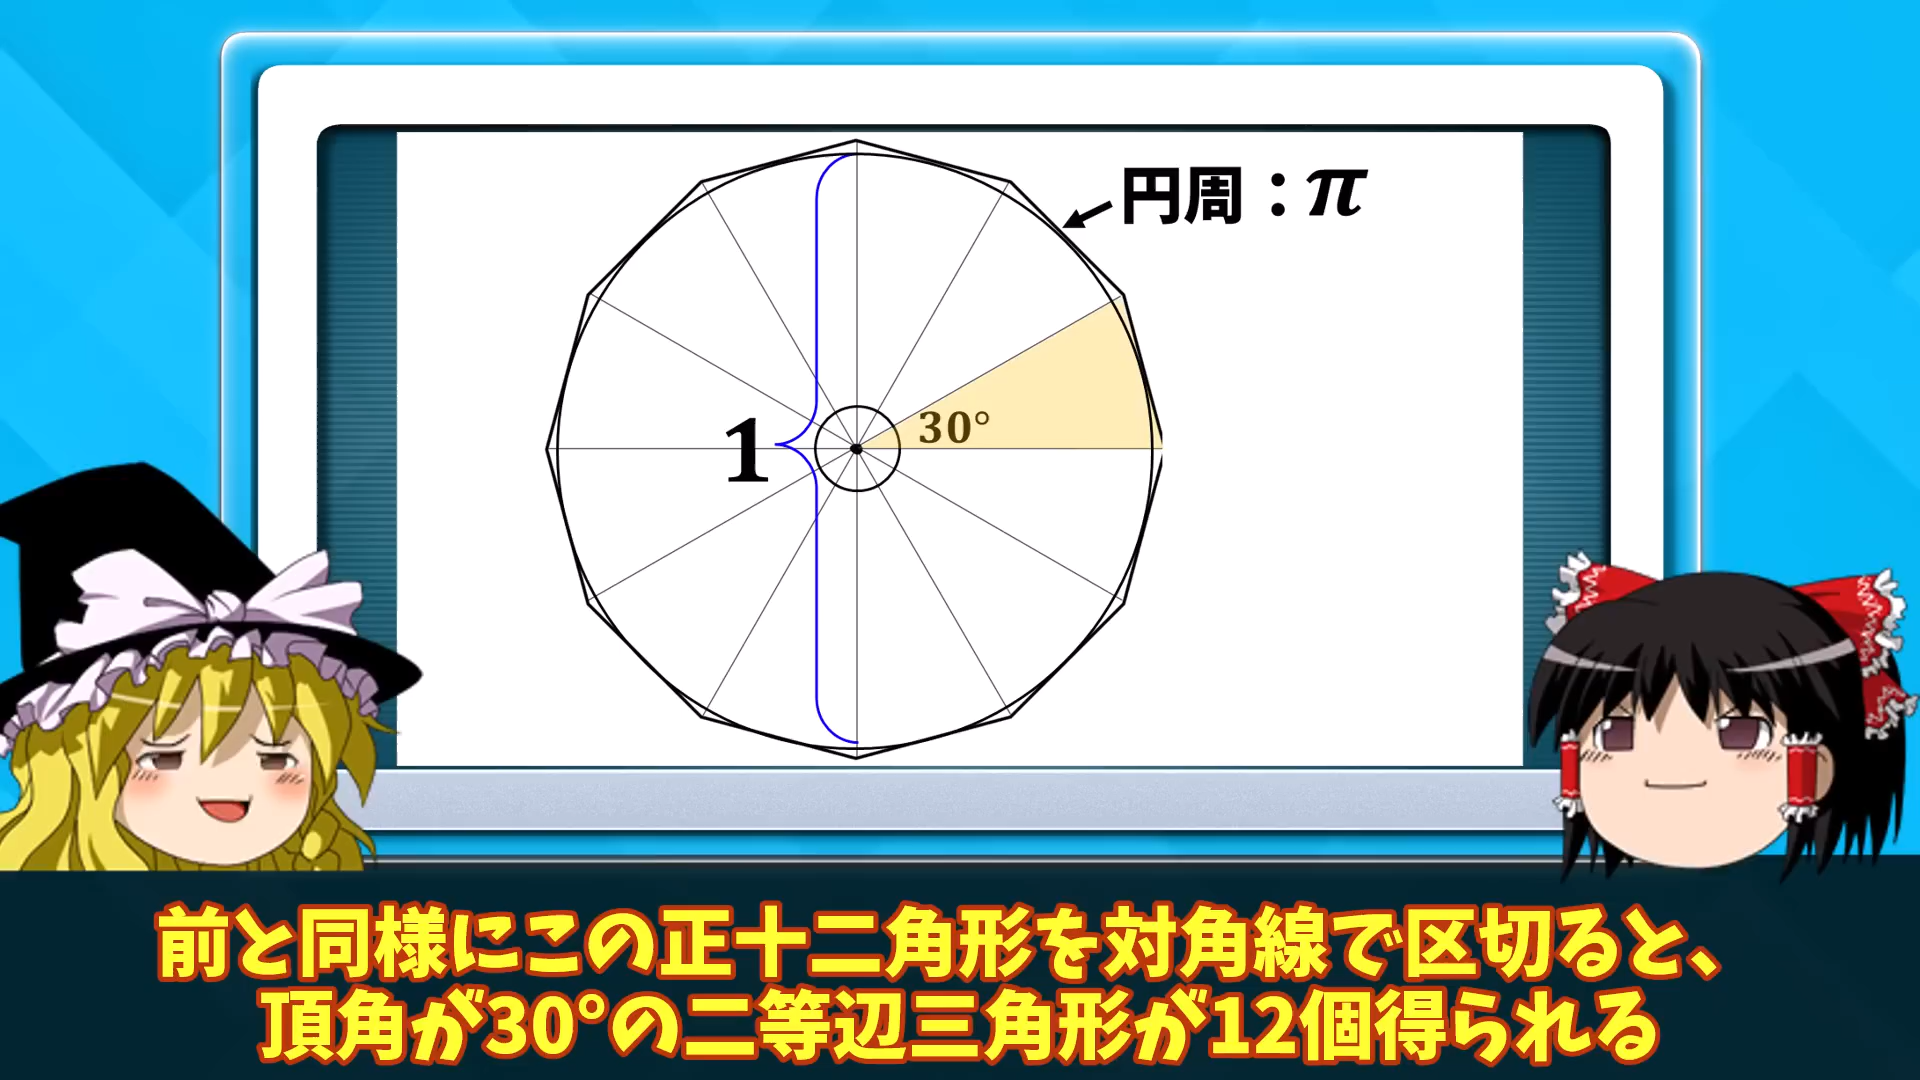 円周：π
30°
1
前と同様にこの正十二角形を対角線で区切ると、
頂角が30°の二等辺三角形が12個得られる